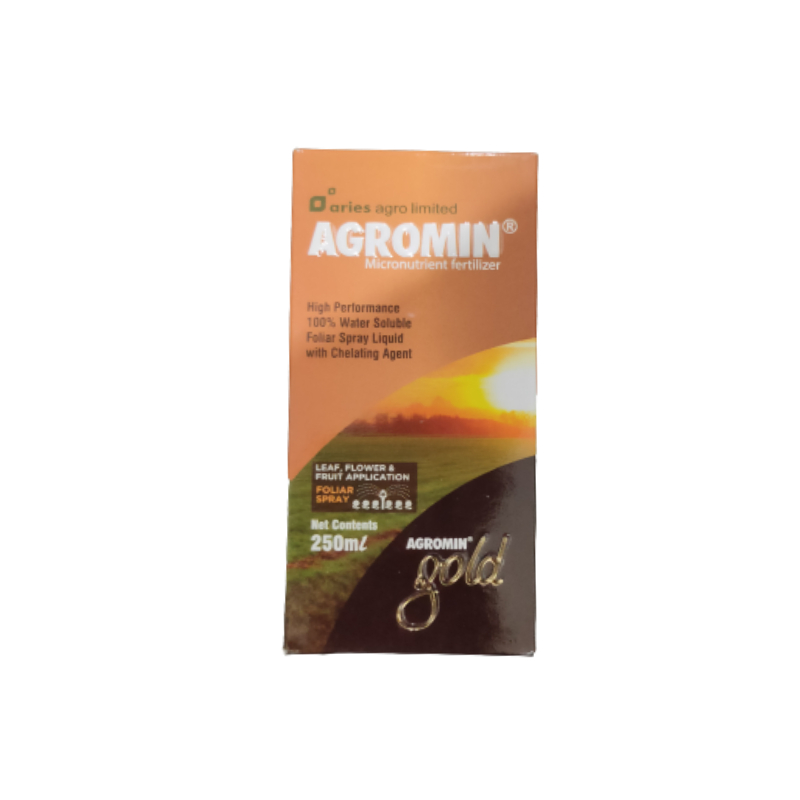 aries agro limited
AGROMIN®
Micronutrient fertilizer
High Performance
100% Water Soluble
Foliar Spray Liquid
with Chelating Agent
LEAF, FLOWER &
FRUIT APPLICATION
FOLIAR
SPRAY
Net Contents
250ml
AGROMIN®
gold